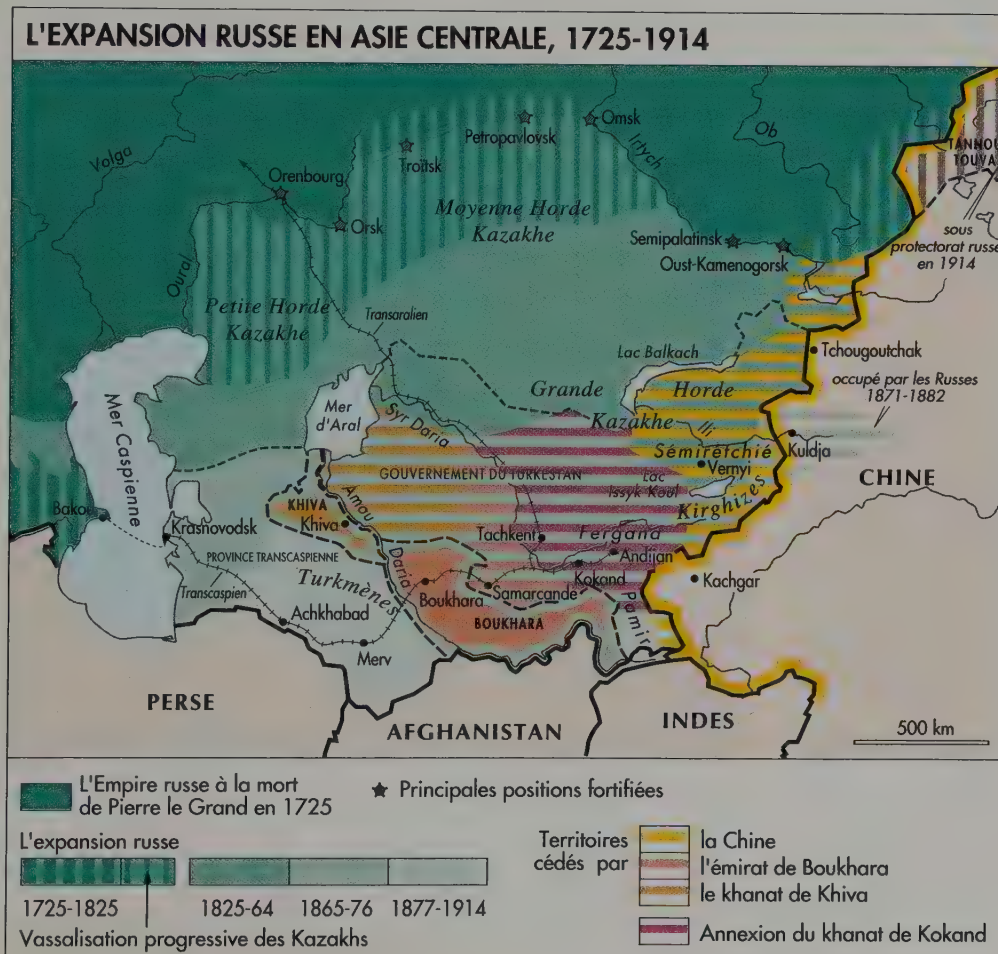 L'EXPANSION RUSSE EN ASIE CENTRALE, 1725-1914
Volga
Orenbourg
Troïtsk
Petropavlovsk
Omsk
Irtych
Ob
TANNOU
TOUVA
Orsk
Moyenne Horde
Kazakhe
Semipalatinsk
Oust-Kamenogorsk
sous
protectorat russe
en 1914
Oural
Petite Horde
Kazakhe
Transaralien
Lac Balkach
Tchougoutchak
occupé par les Russes
1871-1882
Grande
Horde
Kazakhe
Mer Caspienne
Mer
d'Aral
Syr Daria
Ili
Sémirétchié
Vernyi
Kuldja
CHINE
GOUVERNEMENT DU TURKESTAN
Lac
Issyk-Koul
Kirghizes
KHIVA
Khiva
Amou
Daria
Bakou
Krasnovodsk
PROVINCE TRANSCASPIENNE
Transcaspien
Turkmènes
Tachkent
Fergana
Andijan
Kokand
Kachgar
Boukhara
Samarcande
BOUKHARA
Pamir
Achkhabad
Merv
PERSE
AFGHANISTAN
INDES
500 km
L'Empire russe à la mort
de Pierre le Grand en 1725
Principales positions fortifiées
L'expansion russe
1725-1825
1825-64
1865-76
1877-1914
Vassalisation progressive des Kazakhs
Territoires
cédés par
la Chine
l'émirat de Boukhara
le khanat de Khiva
Annexion du khanat de Kokand